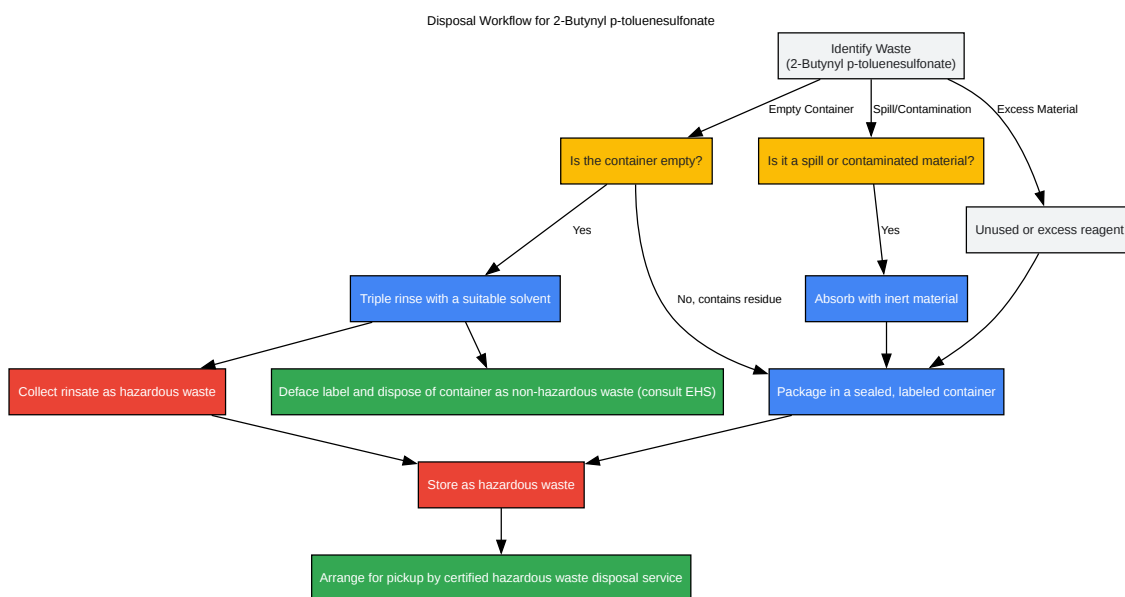 Disposal Workflow for 2-Butynyl p-toluenesulfonate
Identify Waste
(2-Butynyl p-toluenesulfonate)
Empty Container
Spill/Contamination
Excess Material
Is the container empty?
Is it a spill or contaminated material?
Unused or excess reagent
Yes
Yes
Triple rinse with a suitable solvent
No, contains residue
Absorb with inert material
Collect rinsate as hazardous waste
Deface label and dispose of container as non-hazardous waste (consult EHS)
Package in a sealed, labeled container
Store as hazardous waste
Arrange for pickup by certified hazardous waste disposal service